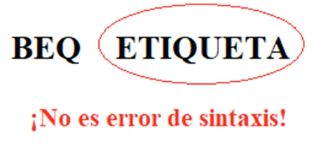 BEQ ETIQUETA
¡No es error de sintaxis!